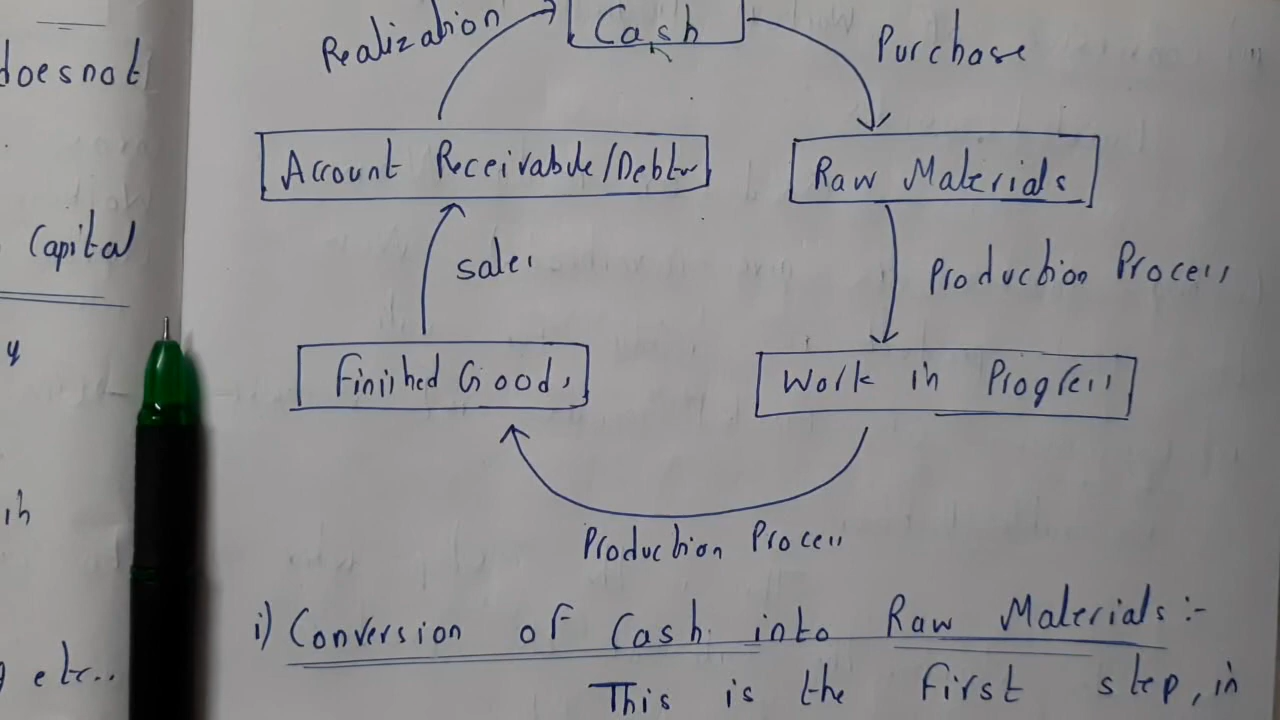 doesnot
Capital
y
in
etc..
Realization
Cash
Purchase
Account Receivable/Debtor
Raw Materials
Sales
Production Process
Finished Goods
Work in Progress
Production Process
i) Conversion of Cash into Raw Materials:-
This is the first step, in